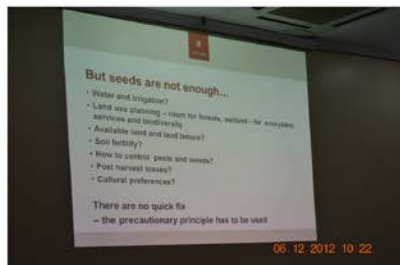 But seeds are not enough...
• Water and irrigation?
• Land use planning – room for forests, wetland – for ecosystem
services and biodiversity
• Available land and land tenure?
• Soil fertility?
• How to control pests and weeds?
• Post harvest losses?
• Cultural preferences?
There are no quick fix
– the precautionary principle has to be used
06 12 2012 10 22